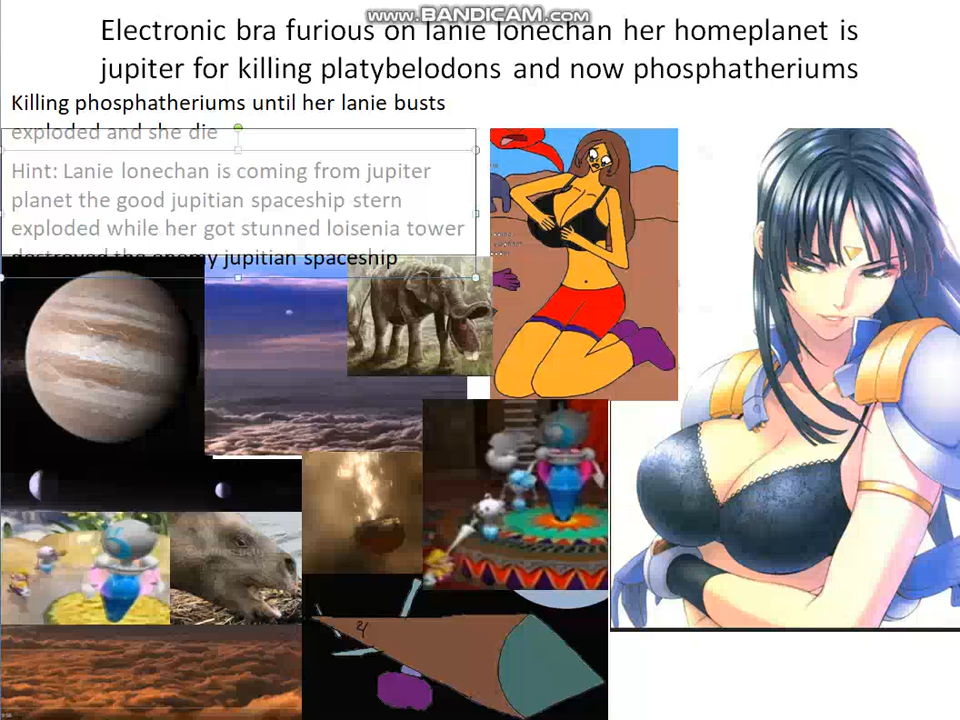 www.BANDICAM.com
Electronic bra furious on lanie lonechan her homeplanet is
jupiter for killing platybelodons and now phosphatheriums
Killing phosphatheriums until her lanie busts
exploded and she die
Hint: Lanie lonechan is coming from jupiter
planet the good jupitian spaceship stern
exploded while her got stunned loisenia tower
destroyed the enemy jupitian spaceship